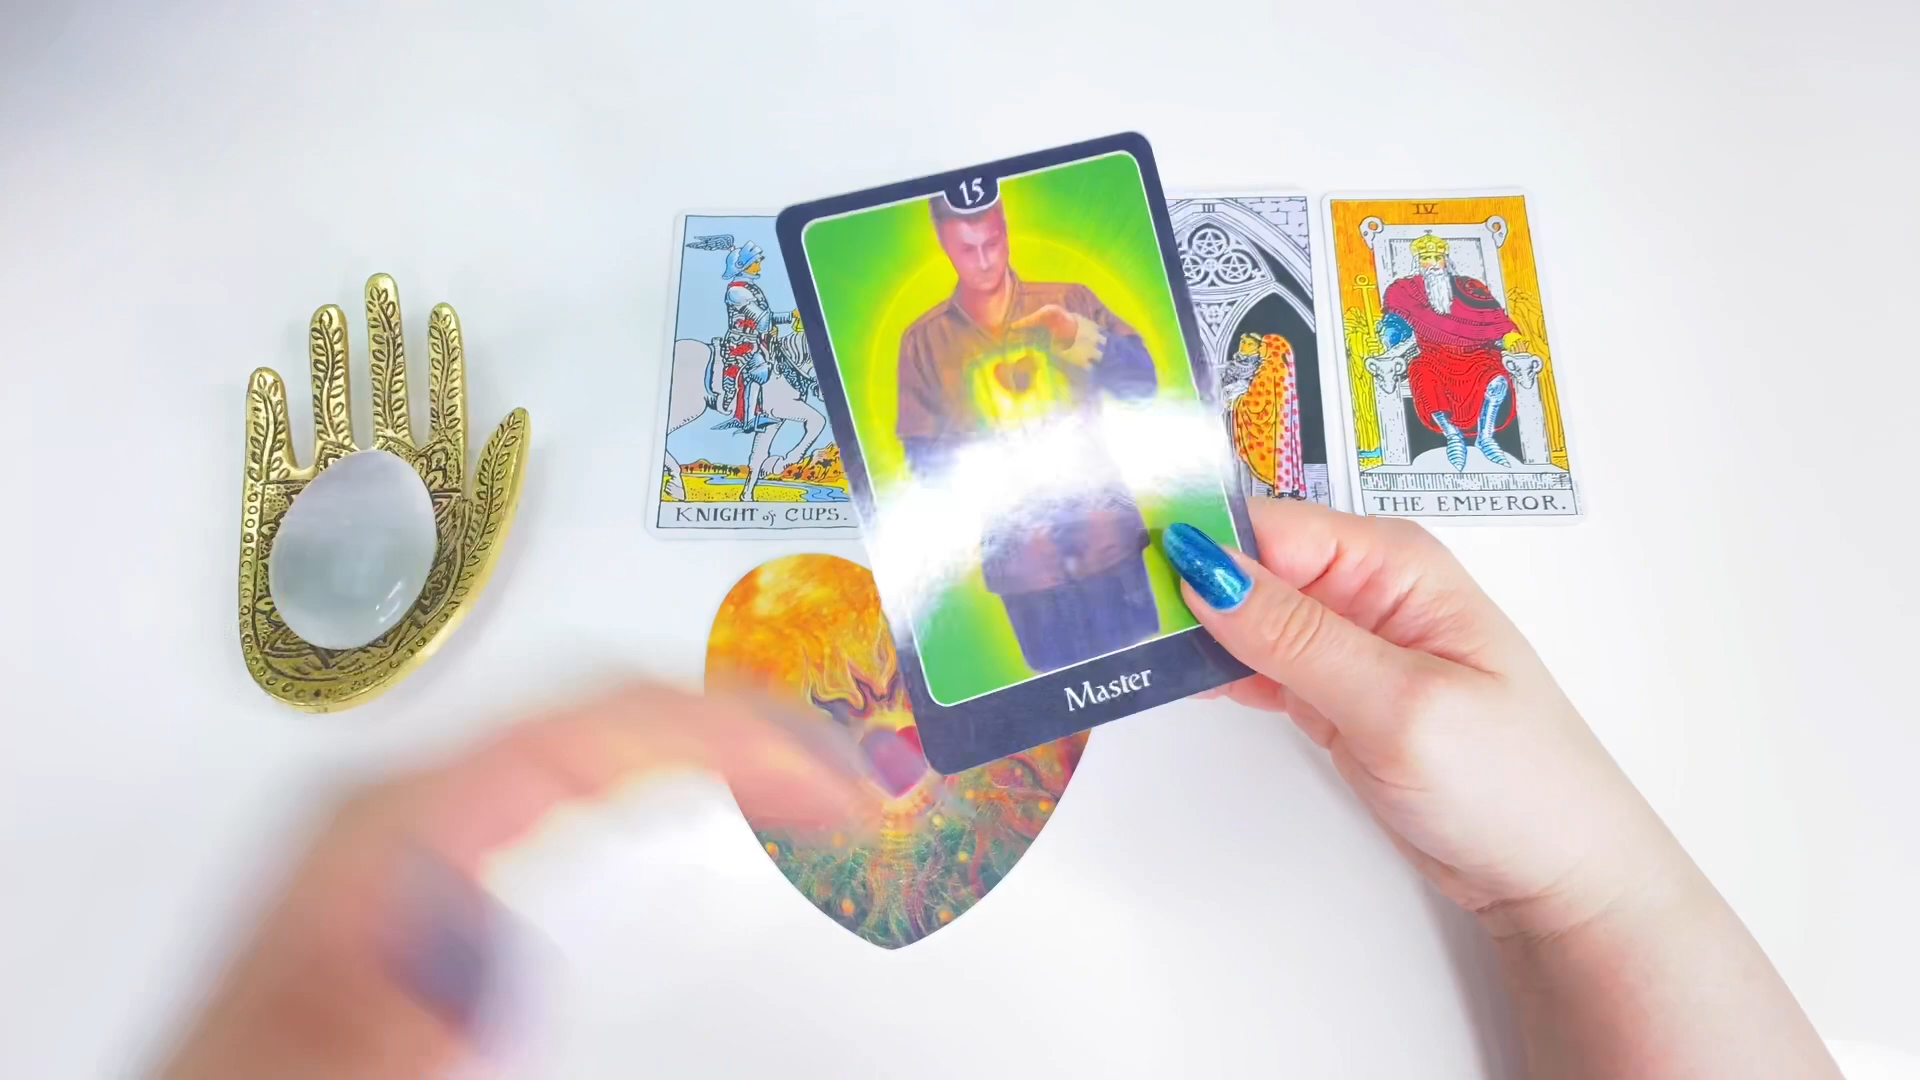 15
III
IV
KNIGHT of CUPS.
THE EMPEROR.
Master